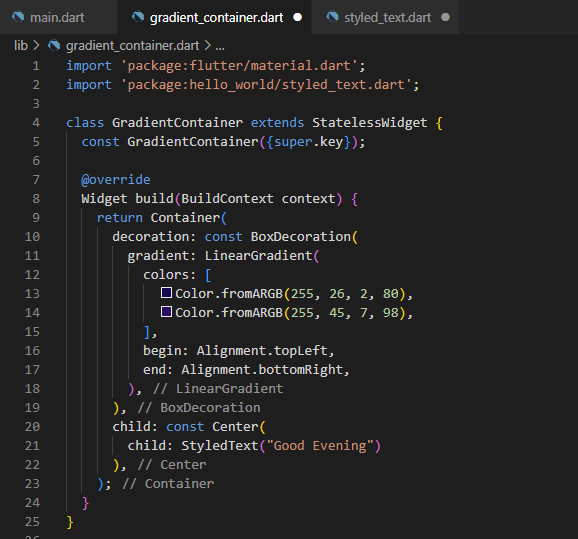 main.dart gradient_container.dart styled_text.dart
lib > gradient_container.dart > ...
1 import 'package:flutter/material.dart';
2 import 'package:hello_world/styled_text.dart';
3
4 class GradientContainer extends StatelessWidget {
5   const GradientContainer({super.key});
6
7   @override
8   Widget build(BuildContext context) {
9     return Container(
10       decoration: const BoxDecoration(
11         gradient: LinearGradient(
12           colors: [
13             Color.fromARGB(255, 26, 2, 80),
14             Color.fromARGB(255, 45, 7, 98),
15           ],
16           begin: Alignment.topLeft,
17           end: Alignment.bottomRight,
18         ), // LinearGradient
19       ), // BoxDecoration
20       child: const Center(
21         child: StyledText("Good Evening")
22       ), // Center
23     ); // Container
24   }
25 }
26